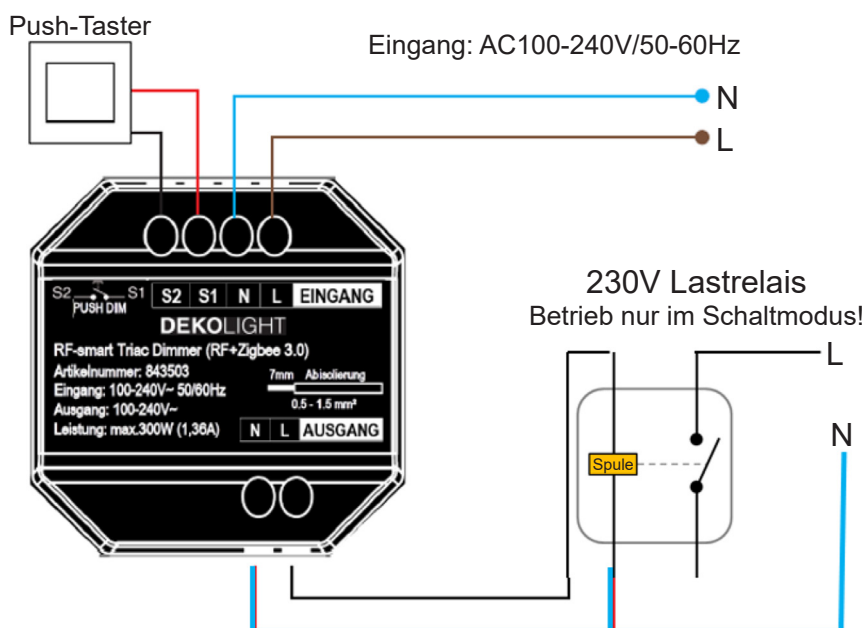 Push-Taster
Eingang: AC100-240V/50-60Hz
N
L
S2 S1
PUSH DIM
S2 S1 N L EINGANG
DEKOLIGHT
RF-smart Triac Dimmer (RF+Zigbee 3.0)
Artikelnummer: 843503
Eingang: 100-240V~ 50/60Hz
Ausgang: 100-240V~
Leistung: max.300W (1,36A)
7mm Abisolierung
0.5 - 1.5 mm²
N L AUSGANG
230V Lastrelais
Betrieb nur im Schaltmodus!
L
N
Spule